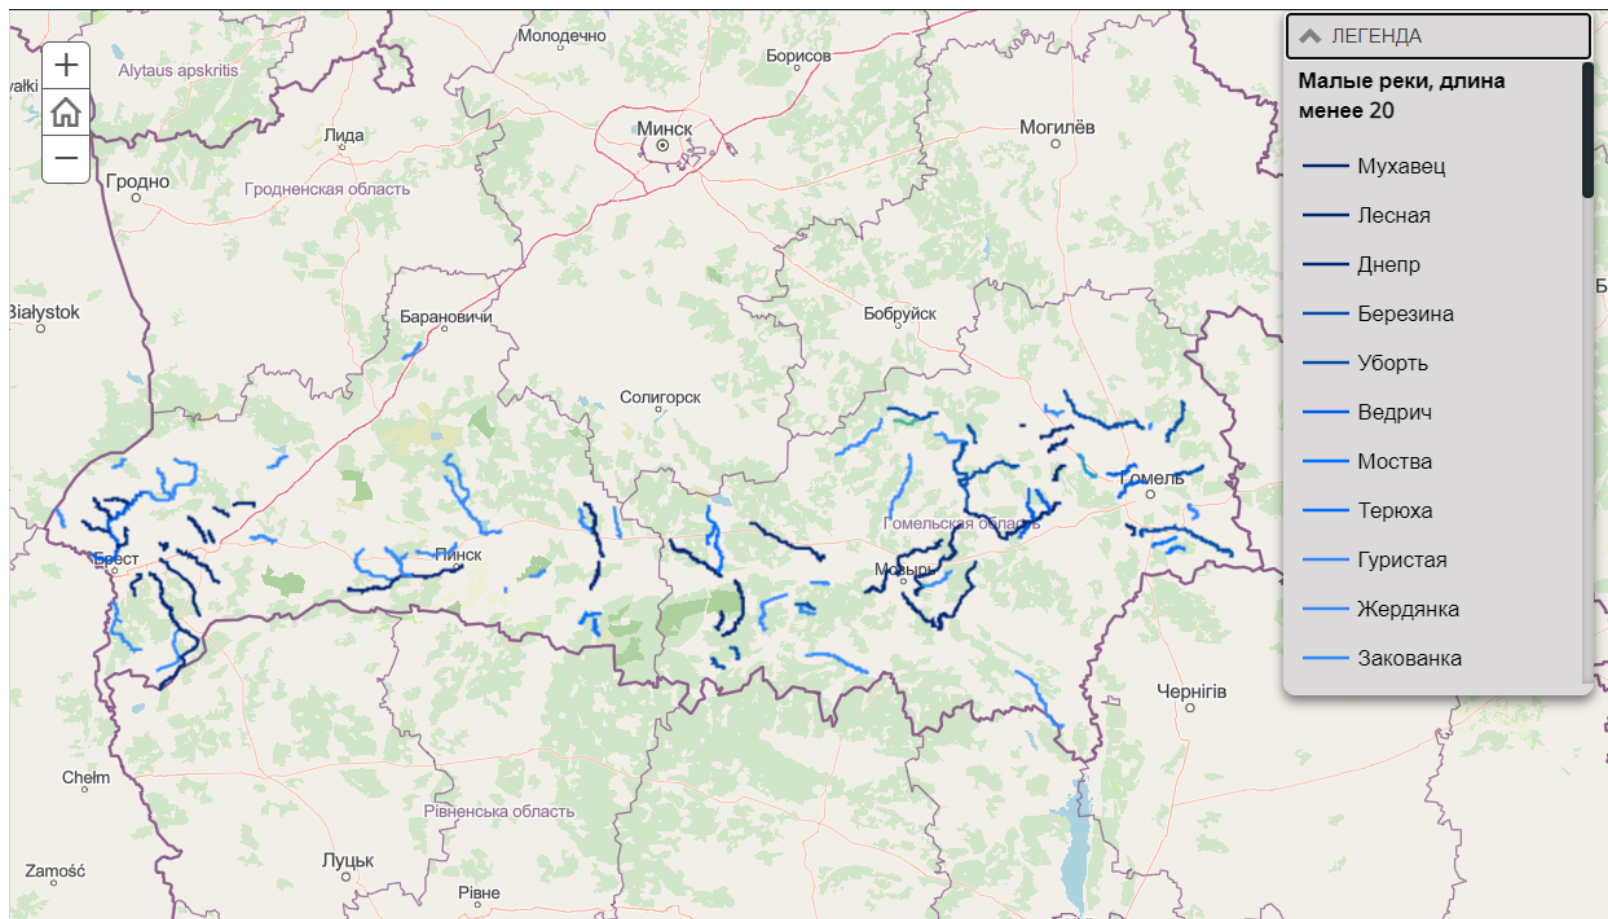 Молодечно
Борисов
Alytaus apskritis
Лида
Минск
Могилёв
Гродно
Гродненская область
Białystok
Барановичи
Бобруйск
Солигорск
Гомель
Гомельская область
Брест
Пинск
Мозырь
Чернігів
Chełm
Рівненська область
Луцьк
Zamość
Рівне
ЛЕГЕНДА
Малые реки, длина
менее 20
Мухавец
Лесная
Днепр
Березина
Уборть
Ведрич
Моства
Терюха
Гуристая
Жердянка
Закованка